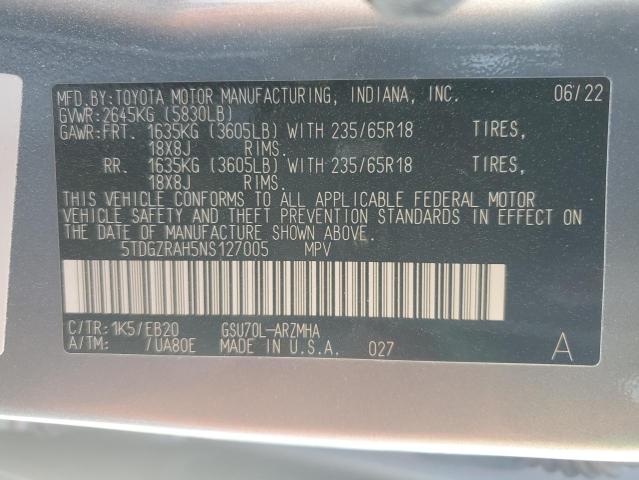 MFD.BY:TOYOTA MOTOR MANUFACTURING, INDIANA, INC. 06/22
GVWR:2645KG (5830LB)
GAWR:FRT. 1635KG (3605LB) WITH 235/65R18 TIRES,
18X8J RIMS.
RR. 1635KG (3605LB) WITH 235/65R18 TIRES,
18X8J RIMS.
THIS VEHICLE CONFORMS TO ALL APPLICABLE FEDERAL MOTOR
VEHICLE SAFETY AND THEFT PREVENTION STANDARDS IN EFFECT ON
THE DATE OF MANUFACTURE SHOWN ABOVE.
5TDGZRAH5NS127005 MPV
C/TR:1K5/EB20 GSU70L-ARZMHA
A/TM: /UA80E MADE IN U.S.A. 027 A